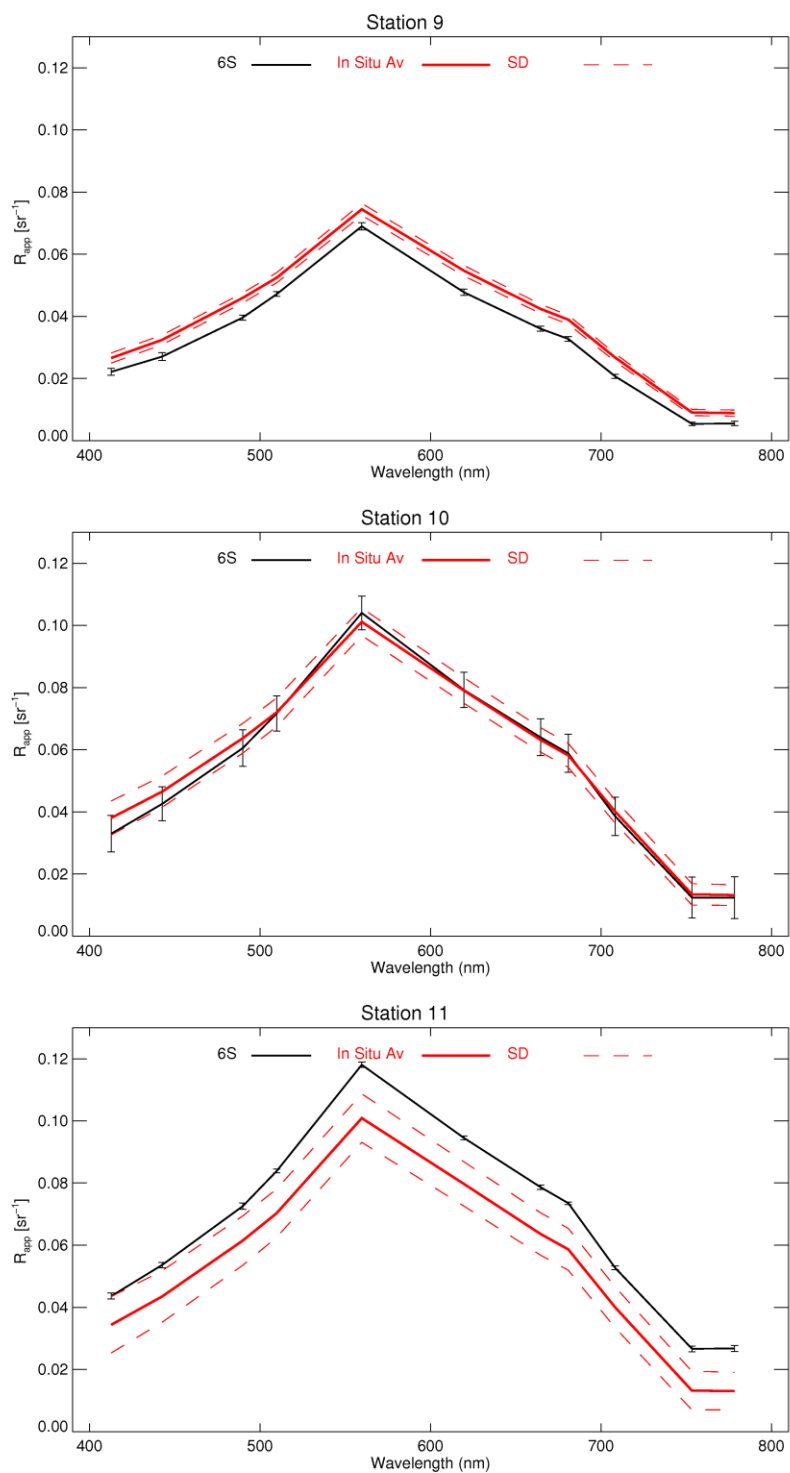 Station 9
6S In Situ Av SD
0.12
0.10
0.08
0.06
0.04
0.02
0.00
R_app [sr⁻¹]
400 500 600 700 800
Wavelength (nm)
Station 10
6S In Situ Av SD
0.12
0.10
0.08
0.06
0.04
0.02
0.00
R_app [sr⁻¹]
400 500 600 700 800
Wavelength (nm)
Station 11
6S In Situ Av SD
0.12
0.10
0.08
0.06
0.04
0.02
0.00
R_app [sr⁻¹]
400 500 600 700 800
Wavelength (nm)